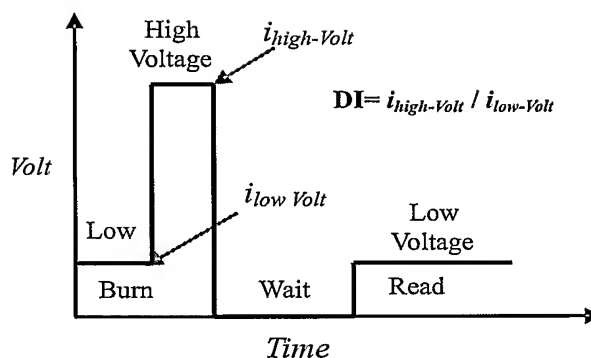 High
Voltage
i_high-Volt
DI= i_high-Volt / i_low-Volt
Volt
Low
i_low Volt
Low
Voltage
Burn
Wait
Read
Time